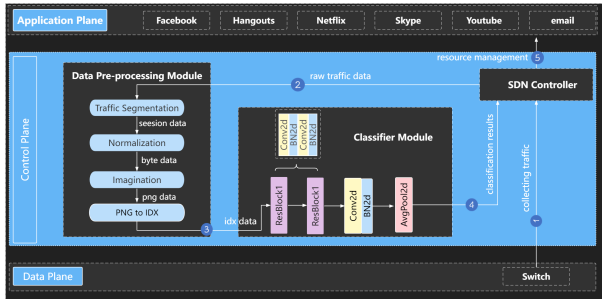 Application Plane
Facebook
Hangouts
Netflix
Skype
Youtube
email
resource management
5
Control Plane
Data Pre-processing Module
2
raw traffic data
SDN Controller
Traffic Segmentation
seesion data
Normalization
byte data
Imagination
png data
PNG to IDX
3
idx data
Classifier Module
Conv2d
BN2d
Conv2d
BN2d
ResBlock1
ResBlock1
Conv2d
BN2d
AvgPool2d
4
classification results
collecting traffic
1
Data Plane
Switch